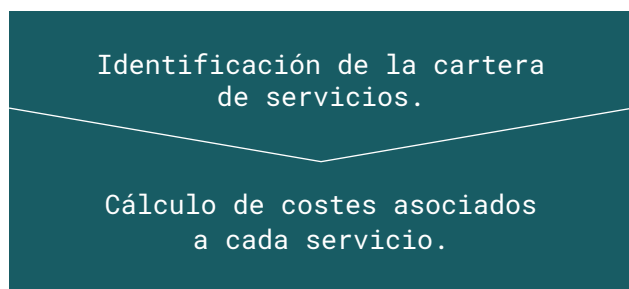 Identificación de la cartera
de servicios.
Cálculo de costes asociados
a cada servicio.